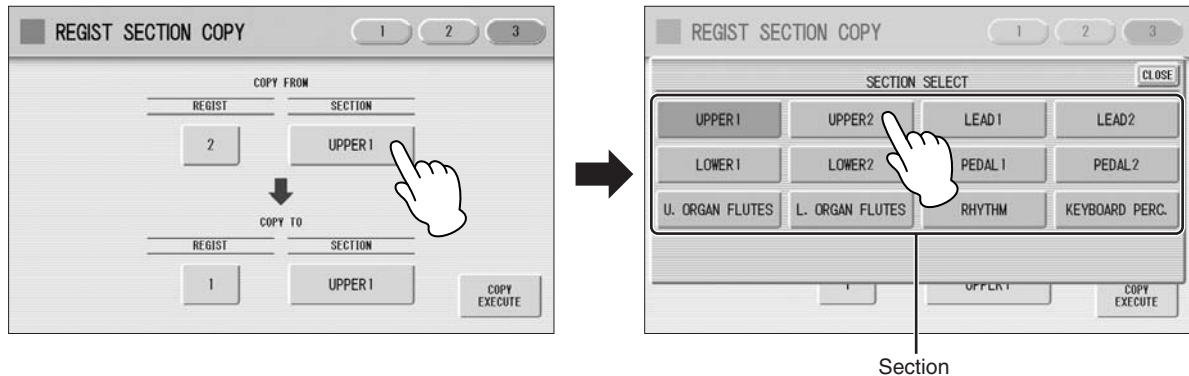 REGIST SECTION COPY 1 2 3
COPY FROM
REGIST SECTION
2 UPPER1
COPY TO
REGIST SECTION
1 UPPER1
COPY EXECUTE
REGIST SECTION COPY 1 2 3
SECTION SELECT CLOSE
UPPER1 UPPER2 LEAD1 LEAD2
LOWER1 LOWER2 PEDAL1 PEDAL2
U. ORGAN FLUTES L. ORGAN FLUTES RHYTHM KEYBOARD PERC.
1 UPPER1
COPY EXECUTE
Section